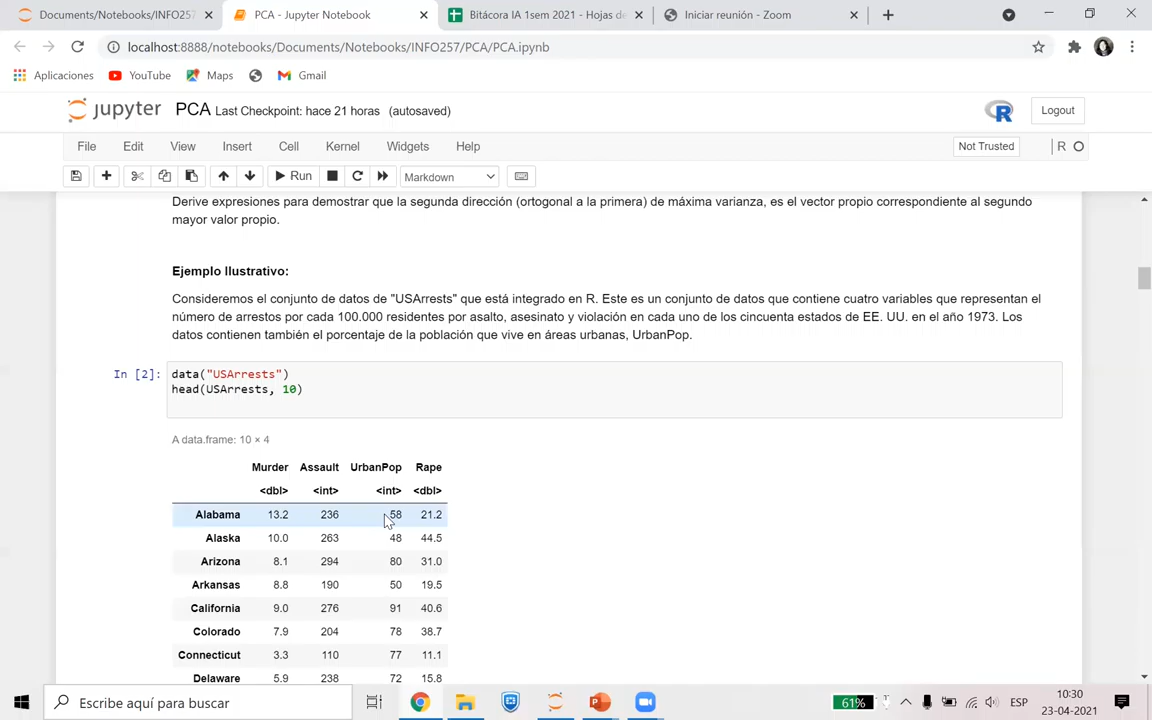 Documents/Notebooks/INFO257
PCA - Jupyter Notebook
Bitácora IA 1sem 2021 - Hojas de
Iniciar reunión - Zoom
localhost:8888/notebooks/Documents/Notebooks/INFO257/PCA/PCA.ipynb
Aplicaciones YouTube Maps Gmail
jupyter PCA Last Checkpoint: hace 21 horas (autosaved)
R
Logout
File Edit View Insert Cell Kernel Widgets Help
Not Trusted
R
Run
Markdown
Derive expresiones para demostrar que la segunda dirección (ortogonal a la primera) de máxima varianza, es el vector propio correspondiente al segundo
mayor valor propio.
Ejemplo Ilustrativo:
Consideremos el conjunto de datos de "USArrests" que está integrado en R. Este es un conjunto de datos que contiene cuatro variables que representan el
número de arrestos por cada 100.000 residentes por asalto, asesinato y violación en cada uno de los cincuenta estados de EE. UU. en el año 1973. Los
datos contienen también el porcentaje de la población que vive en áreas urbanas, UrbanPop.
In [2]: data("USArrests")
head(USArrests, 10)
A data.frame: 10 × 4
Murder Assault UrbanPop Rape
<dbl> <int> <int> <dbl>
Alabama 13.2 236 58 21.2
Alaska 10.0 263 48 44.5
Arizona 8.1 294 80 31.0
Arkansas 8.8 190 50 19.5
California 9.0 276 91 40.6
Colorado 7.9 204 78 38.7
Connecticut 3.3 110 77 11.1
Delaware 5.9 238 72 15.8
Escribe aquí para buscar
61%
ESP
10:30
23-04-2021